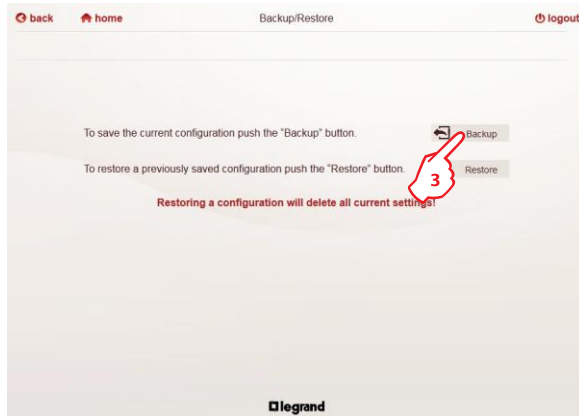 back home Backup/Restore logout
To save the current configuration push the "Backup" button. Backup
To restore a previously saved configuration push the "Restore" button. Restore
3
Restoring a configuration will delete all current settings!
legrand